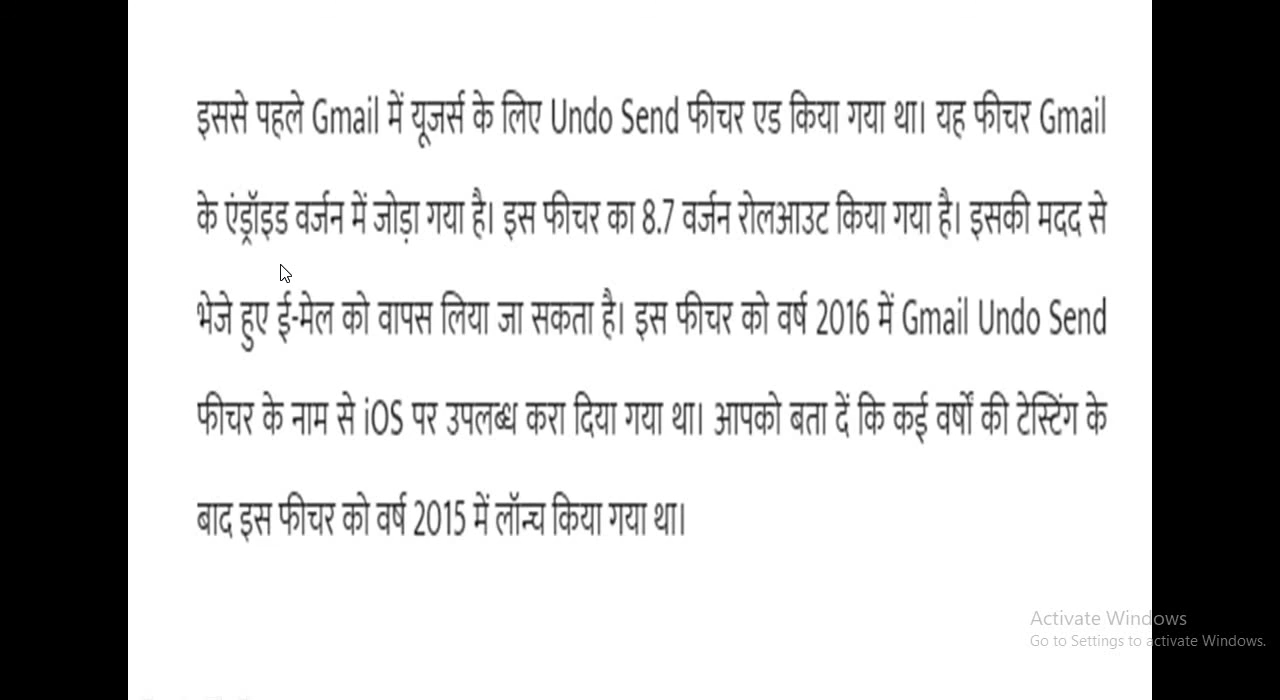 इससे पहले Gmail में यूजर्स के लिए Undo Send फीचर एड किया गया था। यह फीचर Gmail
के एंड्रॉइड वर्जन में जोड़ा गया है। इस फीचर का 8.7 वर्जन रोलआउट किया गया है। इसकी मदद से
भेजे हुए ई-मेल को वापस लिया जा सकता है। इस फीचर को वर्ष 2016 में Gmail Undo Send
फीचर के नाम से iOS पर उपलब्ध करा दिया गया था। आपको बता दें कि कई वर्षों की टेस्टिंग के
बाद इस फीचर को वर्ष 2015 में लॉन्च किया गया था।
Activate Windows
Go to Settings to activate Windows.